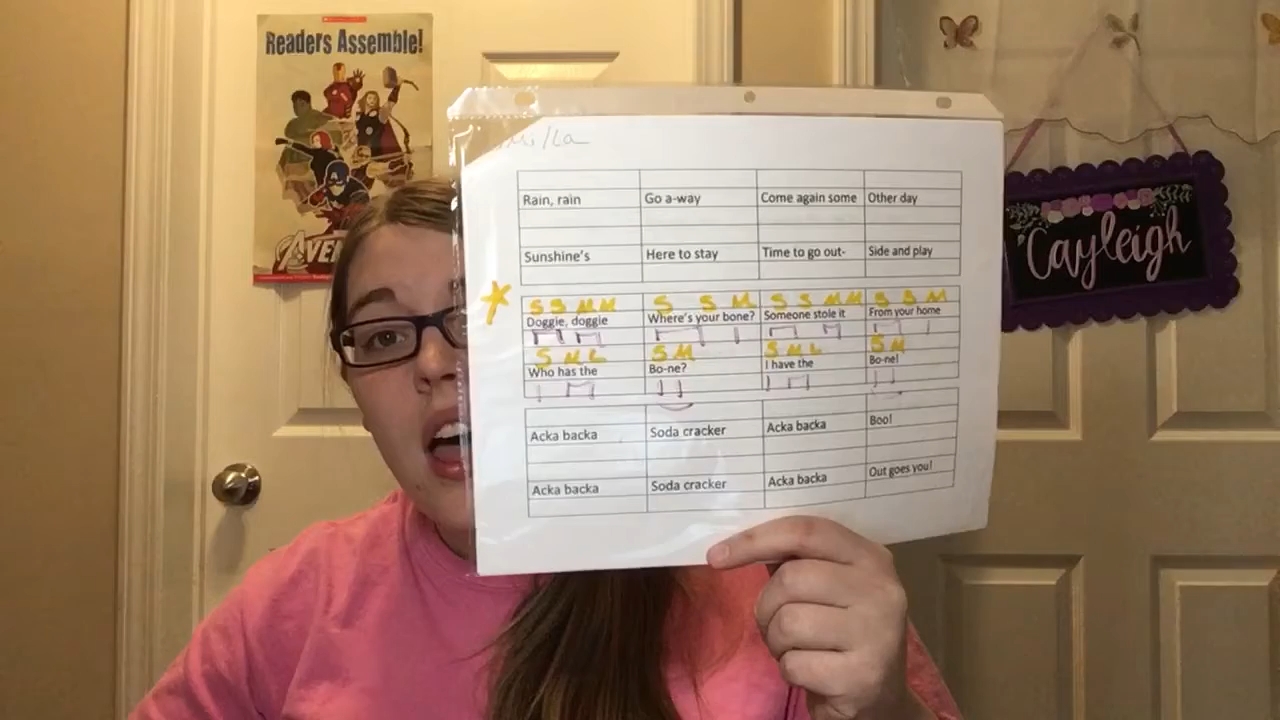 Readers Assemble!
AVEN
Cayleigh
Mi/La
Rain, rain Go a-way Come again some Other day
Sunshine's Here to stay Time to go out- Side and play
S S M M S S M S S M M S S M
Doggie, doggie Where's your bone? Someone stole it From your home
S M L S M S M L S M
Who has the Bo-ne? I have the Bo-ne!
Acka backa Soda cracker Acka backa Boo!
Acka backa Soda cracker Acka backa Out goes you!